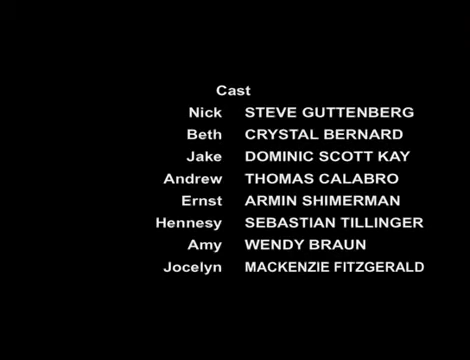 Cast
Nick STEVE GUTTENBERG
Beth CRYSTAL BERNARD
Jake DOMINIC SCOTT KAY
Andrew THOMAS CALABRO
Ernst ARMIN SHIMERMAN
Hennesy SEBASTIAN TILLINGER
Amy WENDY BRAUN
Jocelyn MACKENZIE FITZGERALD